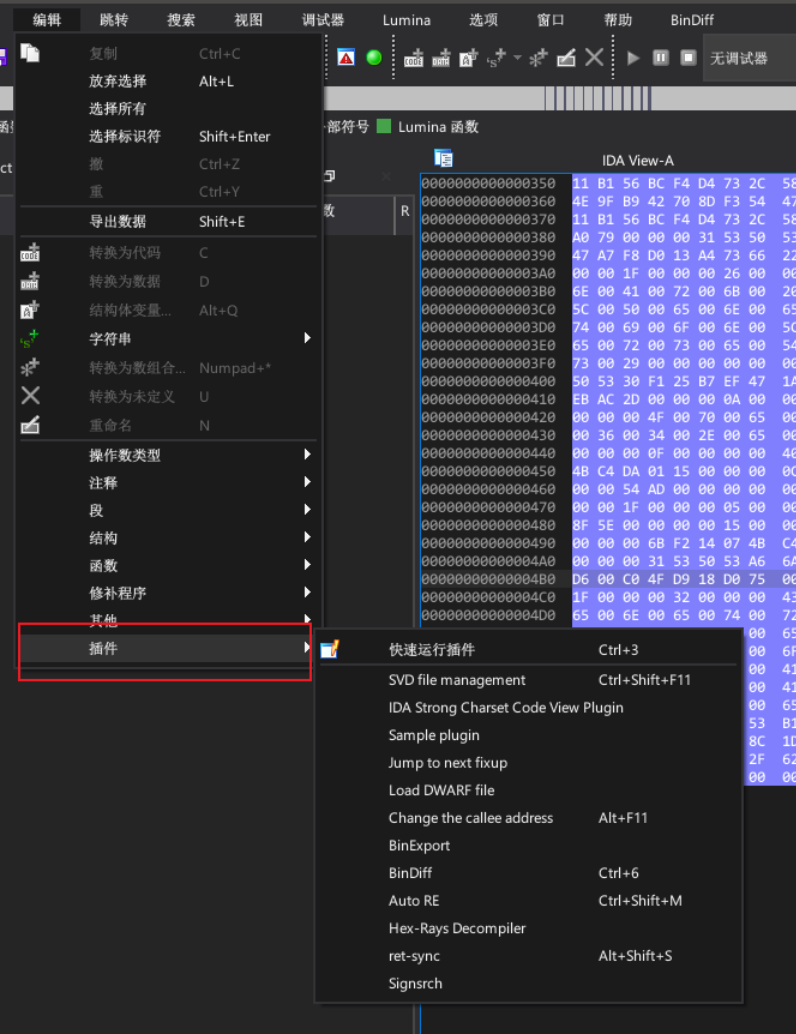 编辑 跳转 搜索 视图 调试器 Lumina 选项 窗口 帮助 BinDiff
无调试器
部符号 Lumina 函数
IDA View-A
复制 Ctrl+C
放弃选择 Alt+L
选择所有
选择标识符 Shift+Enter
撤 Ctrl+Z
重 Ctrl+Y
导出数据 Shift+E
转换为代码 C
转换为数据 D
结构体变量... Alt+Q
字符串
转换为数组合... Numpad+*
转换为未定义 U
重命名 N
操作数类型
注释
段
结构
函数
修补程序
其他
插件
快速运行插件 Ctrl+3
SVD file management Ctrl+Shift+F11
IDA Strong Charset Code View Plugin
Sample plugin
Jump to next fixup
Load DWARF file
Change the callee address Alt+F11
BinExport
BinDiff Ctrl+6
Auto RE Ctrl+Shift+M
Hex-Rays Decompiler
ret-sync Alt+Shift+S
Signsrch
数 R
0000000000000350 11 B1 56 BC F4 D4 73 2C 58
0000000000000360 4E 9F B9 42 70 8D F3 54 47
0000000000000370 11 B1 56 BC F4 D4 73 2C 58
0000000000000380 A0 79 00 00 00 31 53 50 53
0000000000000390 47 A7 F8 D0 13 A4 73 66 22
00000000000003A0 00 00 1F 00 00 00 26 00 00
00000000000003B0 6E 00 41 00 72 00 6B 00 20
00000000000003C0 5C 00 50 00 65 00 6E 00 65
00000000000003D0 74 00 69 00 6F 00 6E 00 5C
00000000000003E0 65 00 72 00 73 00 65 00 54
00000000000003F0 73 00 29 00 00 00 00 00 00
0000000000000400 50 53 30 F1 25 B7 EF 47 1A
0000000000000410 EB AC 2D 00 00 00 0A 00 00
0000000000000420 00 00 00 4F 00 70 00 65 00
0000000000000430 00 36 00 34 00 2E 00 65 00
0000000000000440 00 00 0F 00 00 00 00 40
0000000000000450 4B C4 DA 01 15 00 00 00
0000000000000460 00 00 54 AD 00 00 00 00 00
0000000000000470 00 00 1F 00 00 00 05 00 00
0000000000000480 8F 5E 00 00 00 00 15 00 00
0000000000000490 00 00 00 6B F2 14 07 4B C4
00000000000004A0 00 00 00 31 53 50 53 A6 6A
00000000000004B0 D6 00 C0 4F D9 18 D0 75 00
00000000000004C0 1F 00 00 00 32 00 00 00 43
00000000000004D0 65 00 6E 00 65 00 74 00 72
00 65
00 6F
00 41
00 41
00 65
53 B1
8C 1D
2F 62
00 00